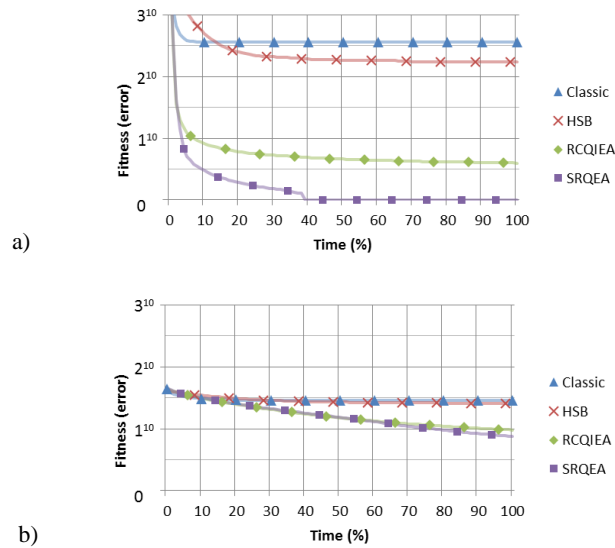 3¹⁰
2¹⁰
1¹⁰
0
Fitness (error)
0 10 20 30 40 50 60 70 80 90 100
Time (%)
Classic
HSB
RCQIEA
SRQEA
a)
3¹⁰
2¹⁰
1¹⁰
0
Fitness (error)
0 10 20 30 40 50 60 70 80 90 100
Time (%)
Classic
HSB
RCQIEA
SRQEA
b)